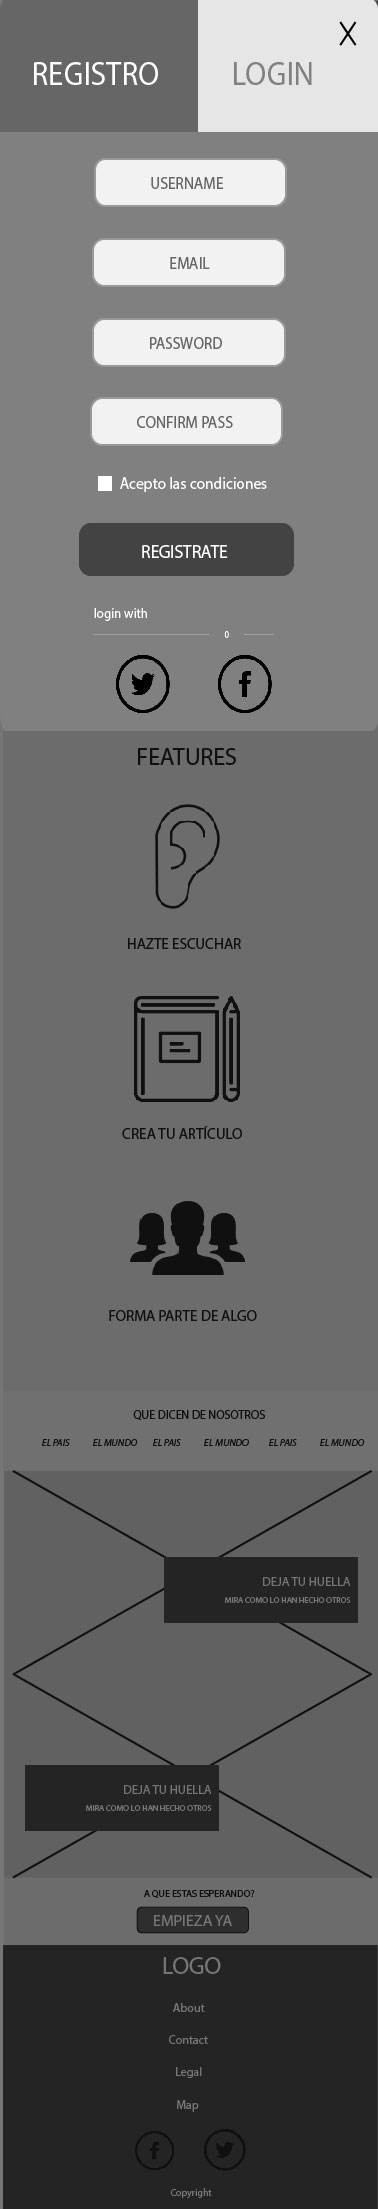 X
REGISTRO LOGIN
USERNAME
EMAIL
PASSWORD
CONFIRM PASS
Acepto las condiciones
REGISTRATE
login with
0
FEATURES
HAZTE ESCUCHAR
CREA TU ARTÍCULO
FORMA PARTE DE ALGO
QUE DICEN DE NOSOTROS
EL PAIS EL MUNDO EL PAIS EL MUNDO EL PAIS EL MUNDO
DEJA TU HUELLA
MIRA COMO LO HAN HECHO OTROS
DEJA TU HUELLA
MIRA COMO LO HAN HECHO OTROS
A QUE ESTAS ESPERANDO?
EMPIEZA YA
LOGO
About
Contact
Legal
Map
Copyright